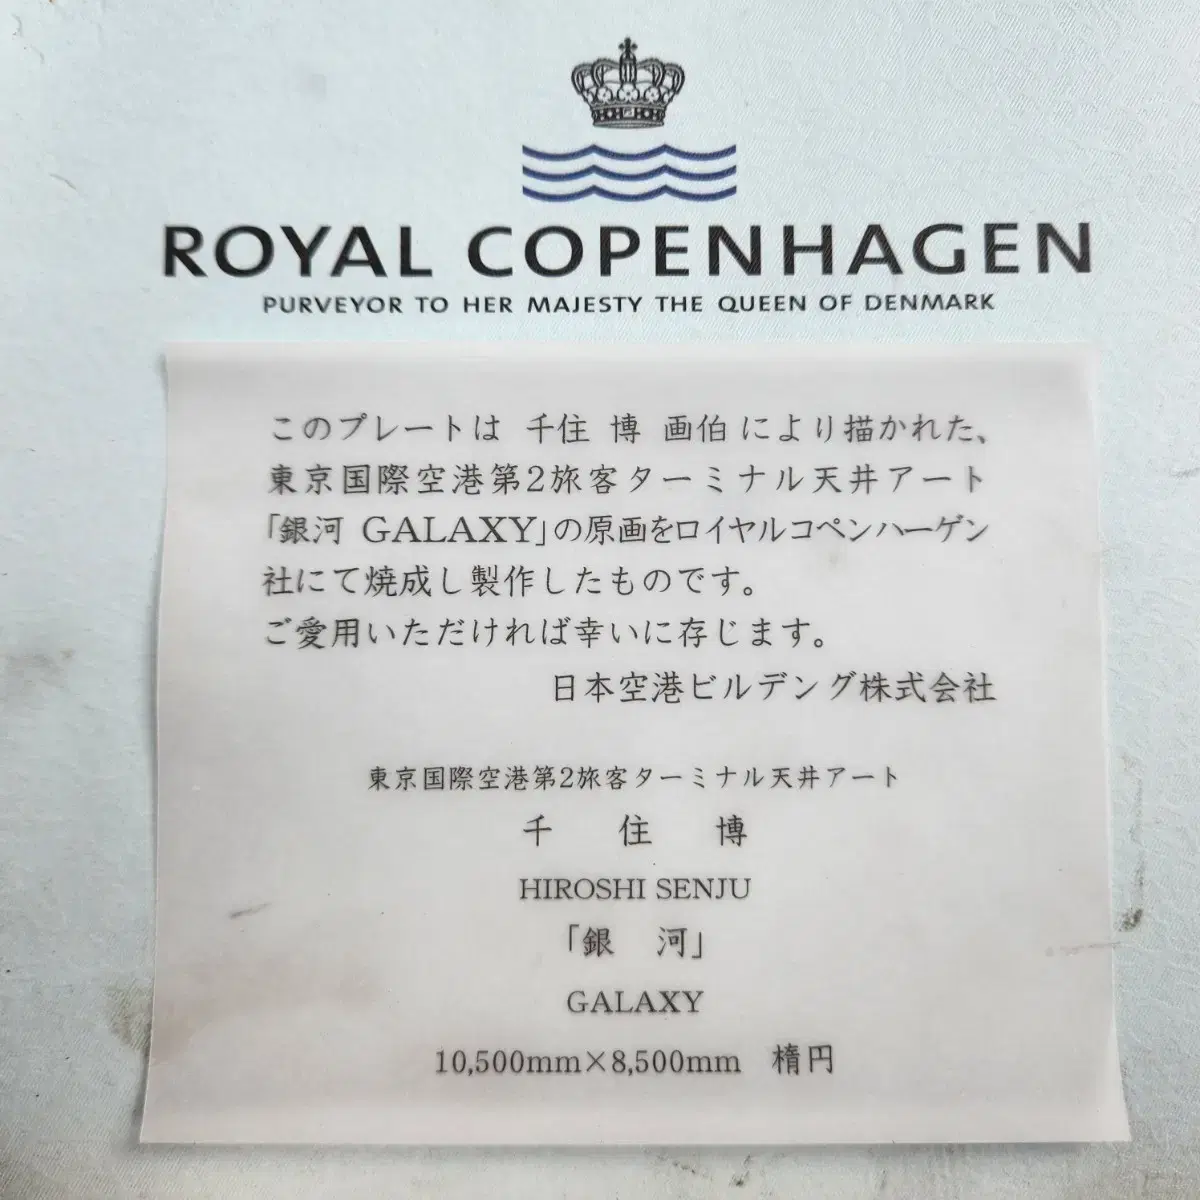 ROYAL COPENHAGEN
PURVEYOR TO HER MAJESTY THE QUEEN OF DENMARK
このプレートは 千住 博 画伯 により描かれた、
東京国際空港第2旅客ターミナル天井アート
「銀河 GALAXY」の原画をロイヤルコペンハーゲン
社にて焼成し製作したものです。
ご愛用いただければ幸いに存じます。
日本空港ビルデング株式会社
東京国際空港第2旅客ターミナル天井アート
千 住 博
HIROSHI SENJU
「銀 河」
GALAXY
10,500mm×8,500mm 楕円